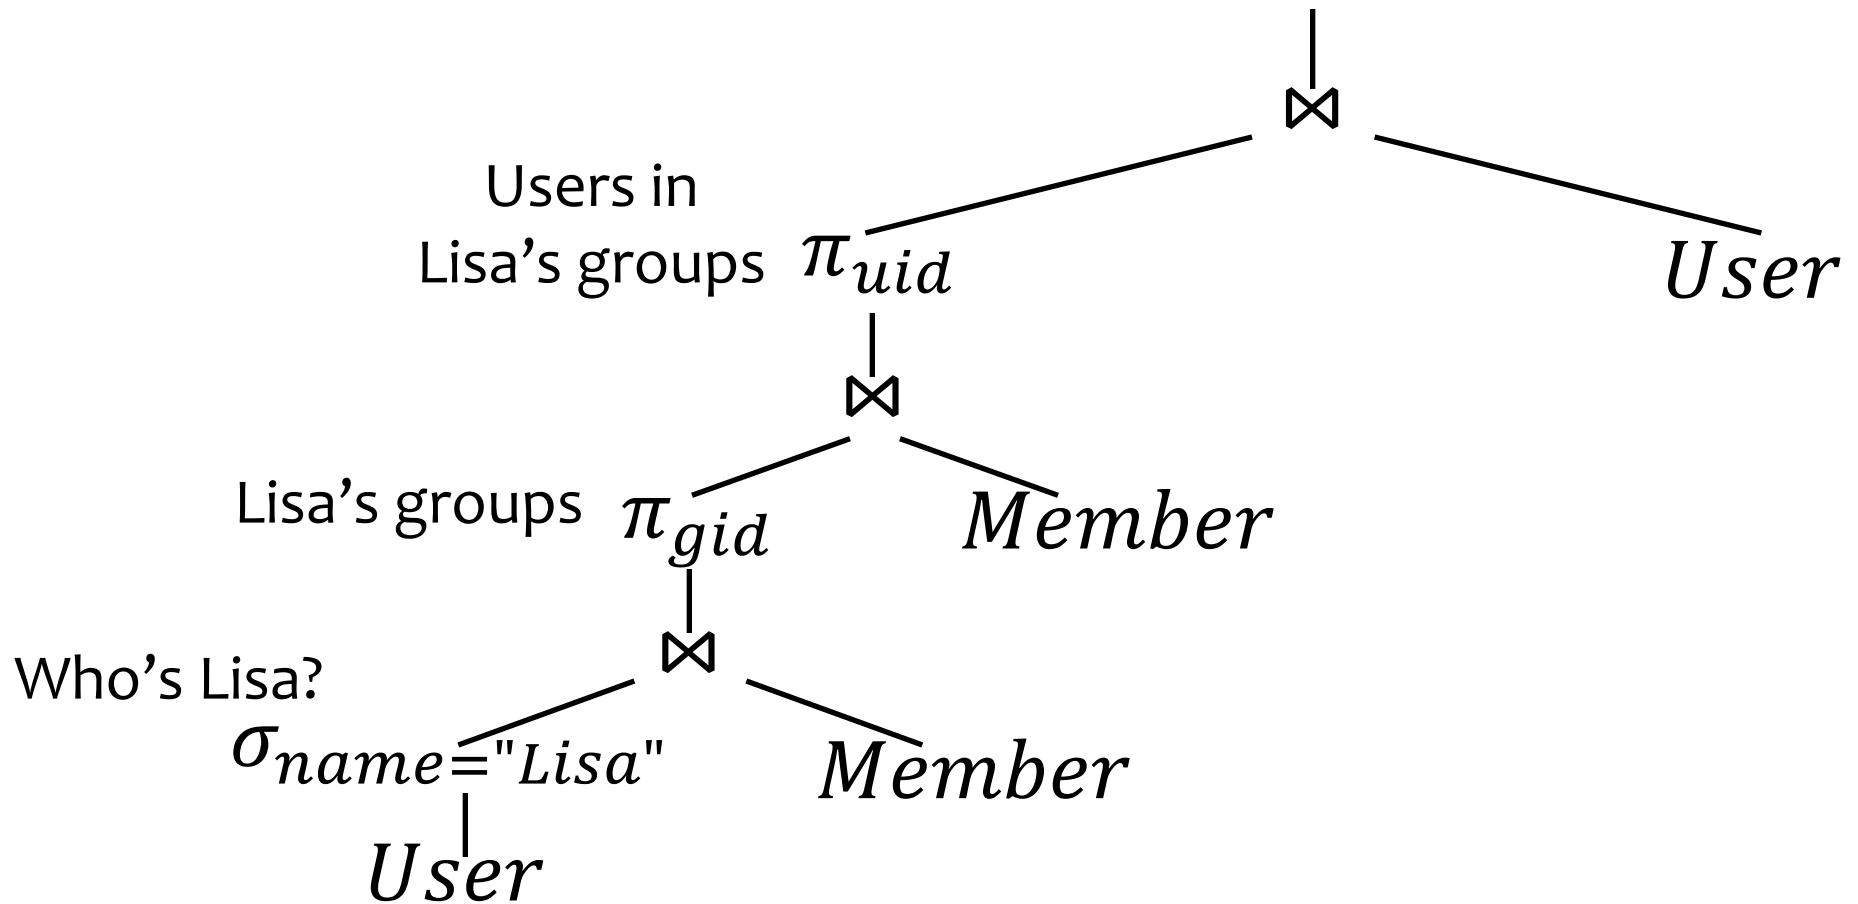 ⋈
Users in
Lisa’s groups π_uid
User
⋈
Lisa’s groups π_gid
Member
⋈
Who’s Lisa?
σ_name="Lisa"
Member
User